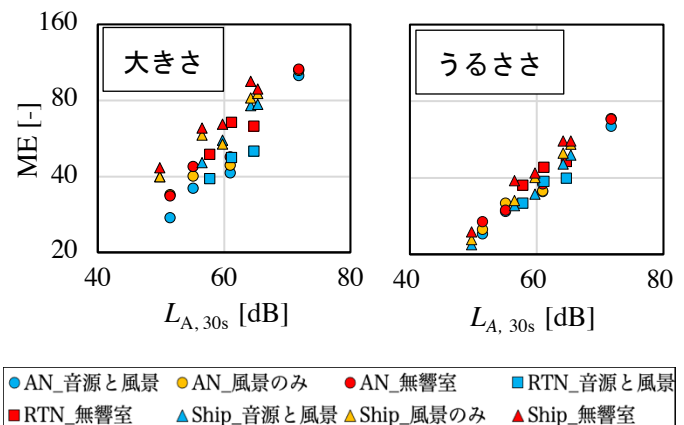 160
80
40
20
ME [-]
大きさ
40 60 80
L_A, 30s [dB]
うるささ
40 60 80
L_A, 30s [dB]
●AN_音源と風景 ●AN_風景のみ ●AN_無響室 ■RTN_音源と風景
■RTN_無響室 ▲Ship_音源と風景 ▲Ship_風景のみ ▲Ship_無響室